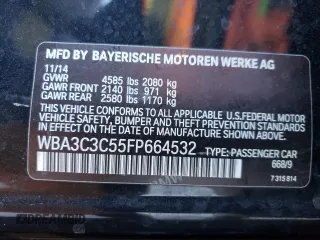 MFD BY BAYERISCHE MOTOREN WERKE AG
11/14
GVWR 4585 lbs 2080 kg
GAWR FRONT 2140 lbs 971 kg
GAWR REAR 2580 lbs 1170 kg
THIS VEHICLE CONFORMS TO ALL APPLICABLE
U.S.FEDERAL MOTOR
VEHICLE SAFETY, BUMPER, AND THEFT PREVENTION
STANDARDS IN EFFECT ON THE DATE OF
MANUFACTURE SHOWN ABOVE.
WBA3C3C55FP664532 TYPE: PASSENGER CAR
668/9
7 315 814